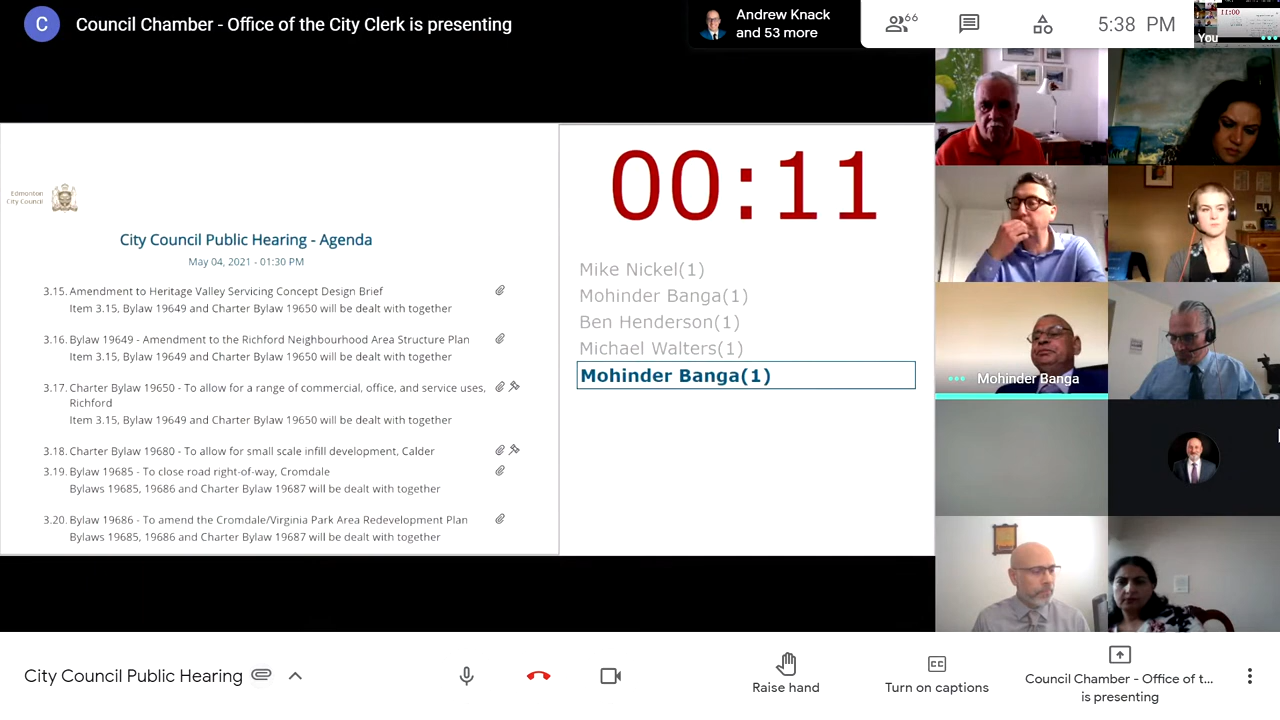 C
Council Chamber - Office of the City Clerk is presenting
Andrew Knack
and 53 more
66
5:38 PM
11:00
You
Edmonton
City Council
City Council Public Hearing - Agenda
May 04, 2021 - 01:30 PM
3.15. Amendment to Heritage Valley Servicing Concept Design Brief
Item 3.15, Bylaw 19649 and Charter Bylaw 19650 will be dealt with together
3.16. Bylaw 19649 - Amendment to the Richford Neighbourhood Area Structure Plan
Item 3.15, Bylaw 19649 and Charter Bylaw 19650 will be dealt with together
3.17. Charter Bylaw 19650 - To allow for a range of commercial, office, and service uses,
Richford
Item 3.15, Bylaw 19649 and Charter Bylaw 19650 will be dealt with together
3.18. Charter Bylaw 19680 - To allow for small scale infill development, Calder
3.19. Bylaw 19685 - To close road right-of-way, Cromdale
Bylaws 19685, 19686 and Charter Bylaw 19687 will be dealt with together
3.20. Bylaw 19686 - To amend the Cromdale/Virginia Park Area Redevelopment Plan
Bylaws 19685, 19686 and Charter Bylaw 19687 will be dealt with together
00:11
Mike Nickel(1)
Mohinder Banga(1)
Ben Henderson(1)
Michael Walters(1)
Mohinder Banga(1)
Mohinder Banga
City Council Public Hearing
Raise hand
CC
Turn on captions
Council Chamber - Office of t...
is presenting